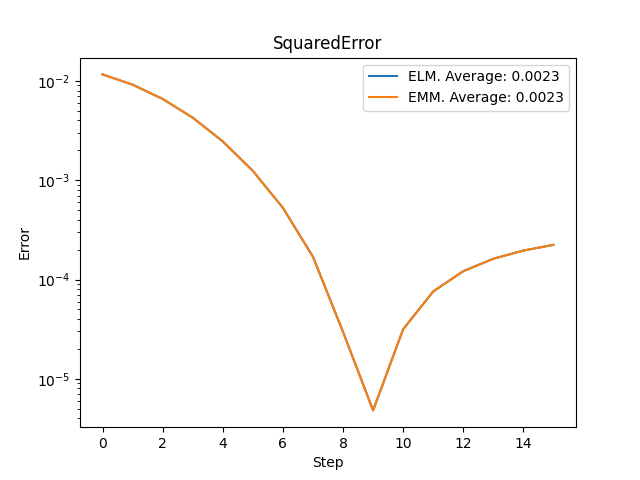 SquaredError
ELM. Average: 0.0023
EMM. Average: 0.0023
Error
10⁻²
10⁻³
10⁻⁴
10⁻⁵
0 2 4 6 8 10 12 14
Step